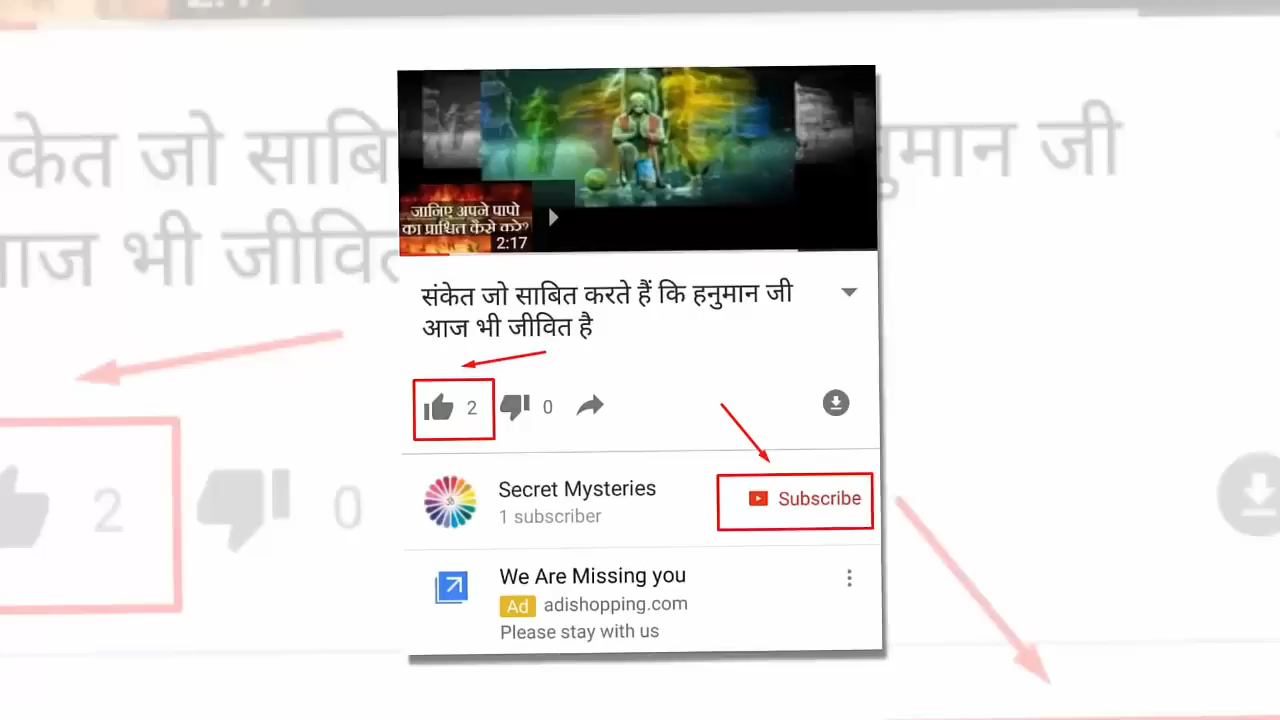 जानिए अपने पापो
का प्राश्चित कैसे करे?
2:17
संकेत जो साबित करते हैं कि हनुमान जी
आज भी जीवित है
2
0
Secret Mysteries
1 subscriber
Subscribe
We Are Missing you
Ad adishopping.com
Please stay with us